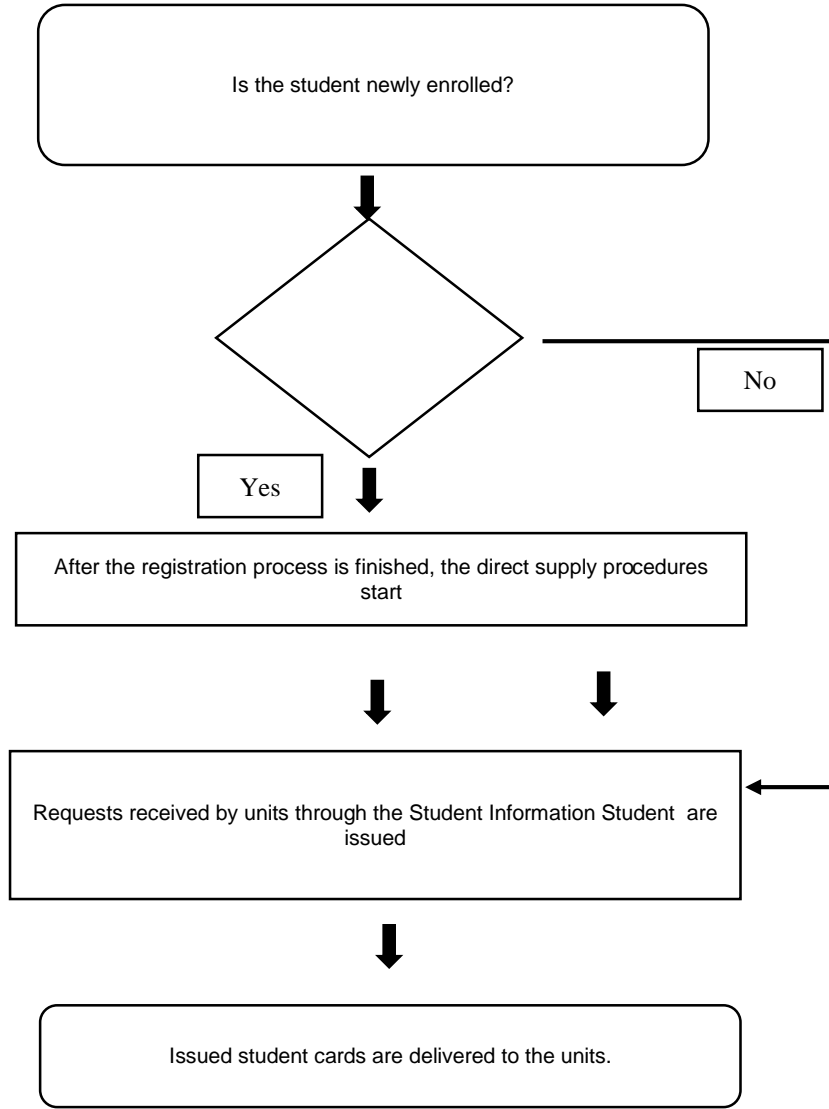 Is the student newly enrolled?
No
Yes
After the registration process is finished, the direct supply procedures
start
Requests received by units through the Student Information Student  are
issued
Issued student cards are delivered to the units.